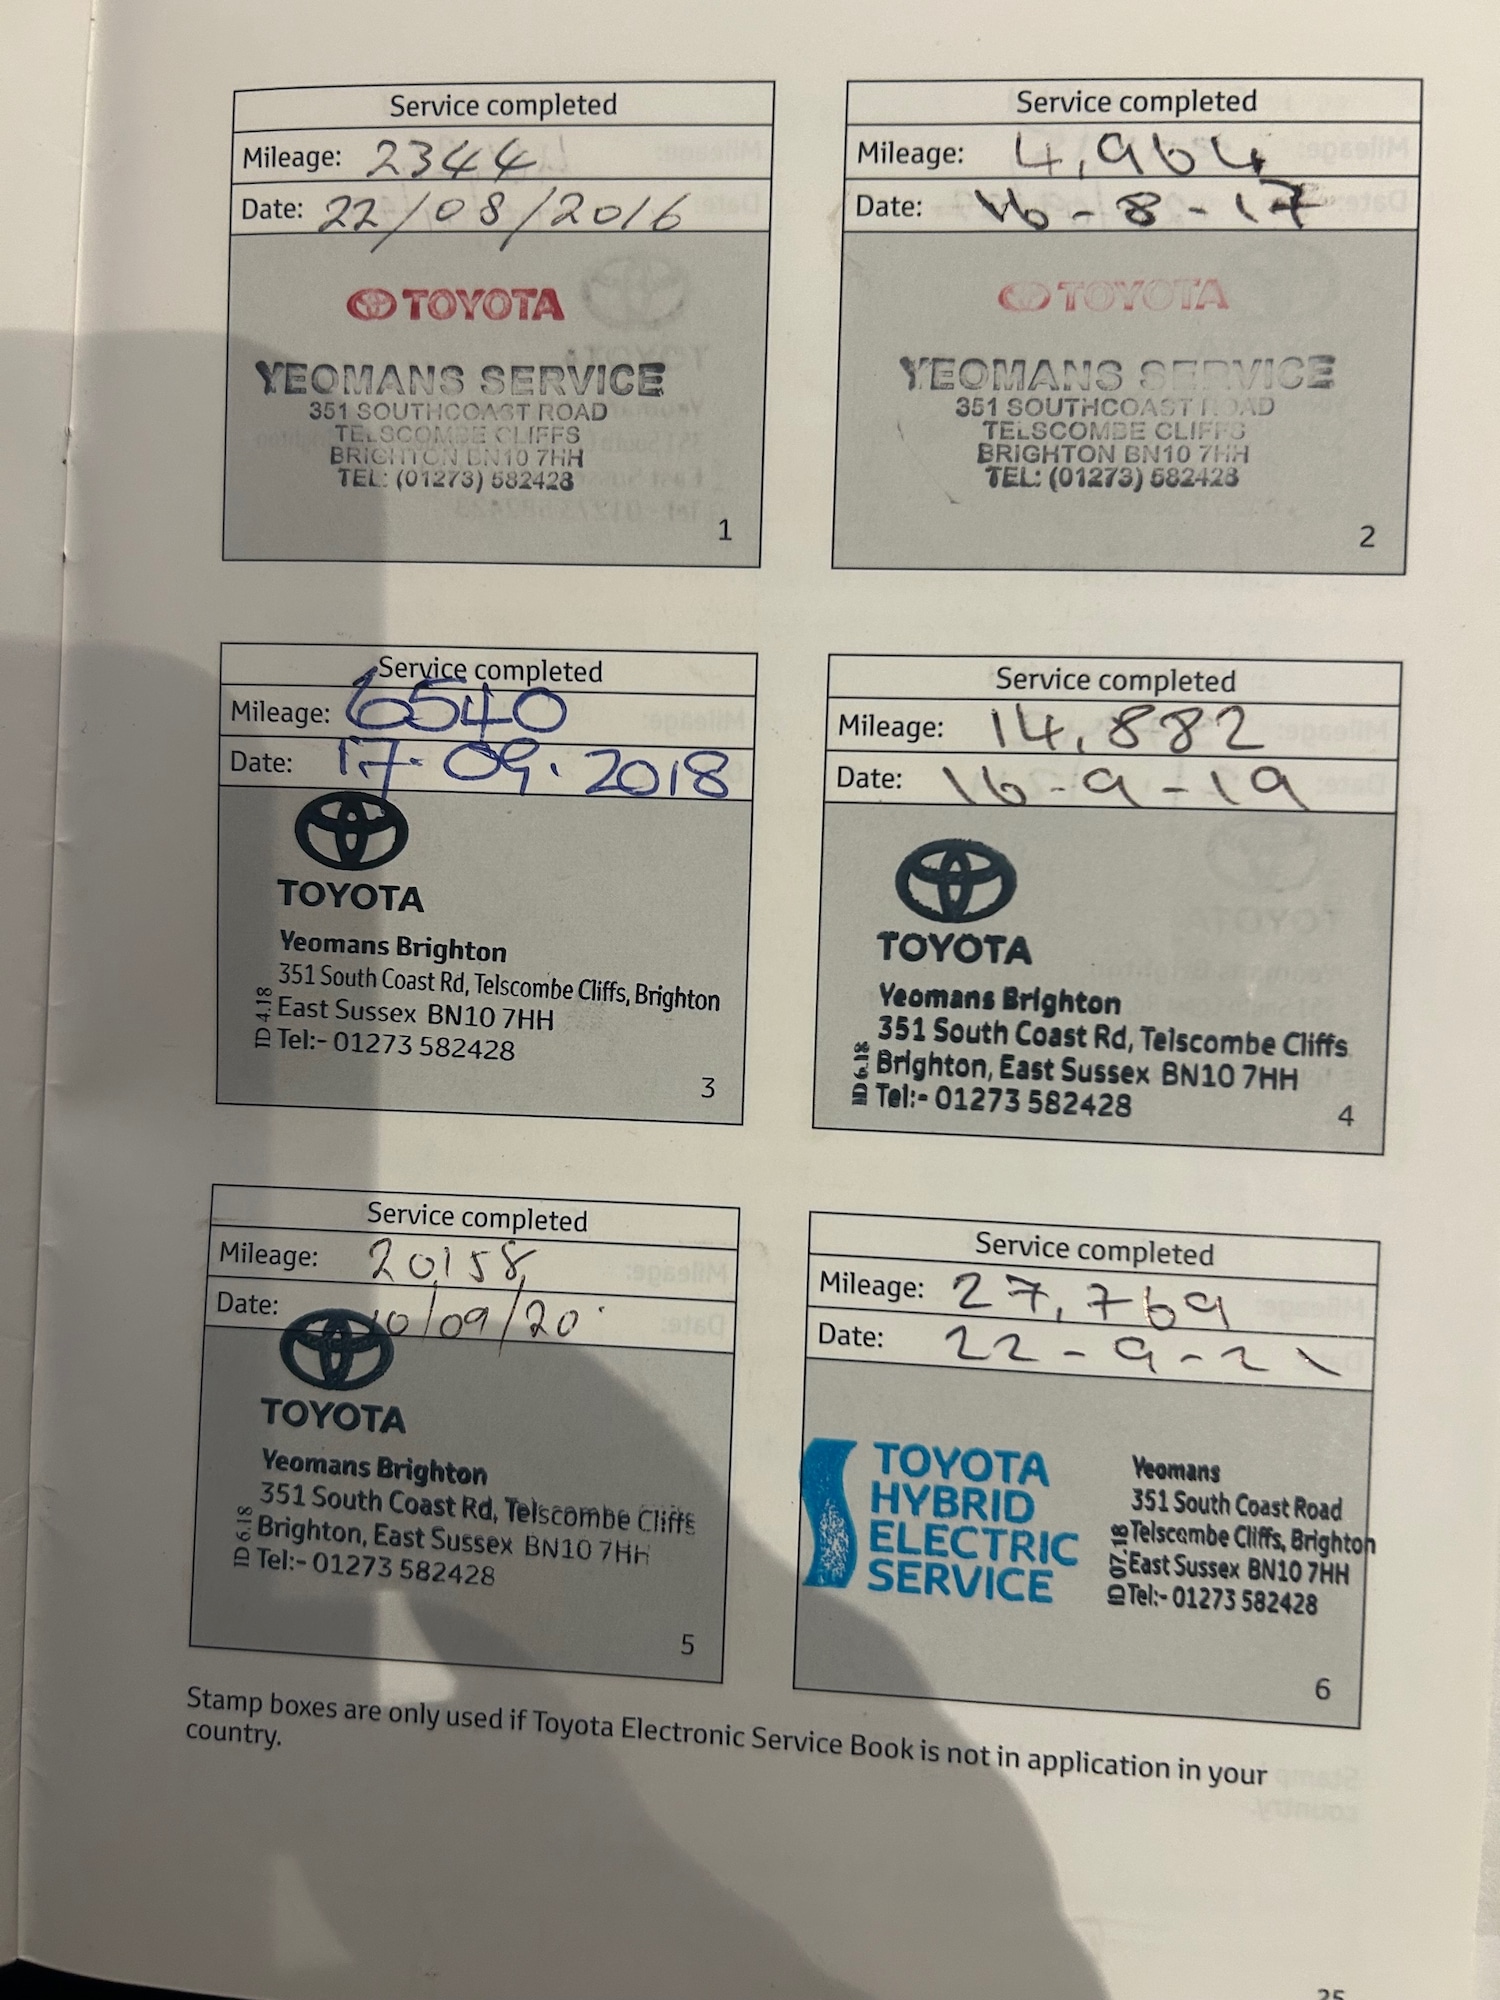 Service completed
Mileage: 2344
Date: 22/08/2016
TOYOTA
YEOMANS SERVICE
351 SOUTHCOAST ROAD
TELSCOMBE CLIFFS
BRIGHTON BN10 7HH
TEL: (01273) 582428
1
Service completed
Mileage: 4,964
Date: 16-8-17
TOYOTA
YEOMANS SERVICE
351 SOUTHCOAST ROAD
TELSCOMBE CLIFFS
BRIGHTON BN10 7HH
TEL: (01273) 582428
2
Service completed
Mileage: 6540
Date: 17.09.2018
TOYOTA
Yeomans Brighton
351 South Coast Rd, Telscombe Cliffs, Brighton
East Sussex BN10 7HH
Tel:- 01273 582428
ID 4.18
3
Service completed
Mileage: 14,882
Date: 16-9-19
TOYOTA
Yeomans Brighton
351 South Coast Rd, Telscombe Cliffs
Brighton, East Sussex BN10 7HH
Tel:- 01273 582428
ID 6.18
4
Service completed
Mileage: 20,158
Date: 10/09/20
TOYOTA
Yeomans Brighton
351 South Coast Rd, Telscombe Cliffs
Brighton, East Sussex BN10 7HH
Tel:- 01273 582428
ID 6.18
5
Service completed
Mileage: 27,769
Date: 22-9-21
TOYOTA
HYBRID
ELECTRIC
SERVICE
Yeomans
351 South Coast Road
Telscombe Cliffs, Brighton
East Sussex BN10 7HH
Tel:- 01273 582428
6
Stamp boxes are only used if Toyota Electronic Service Book is not in application in your
country.
25